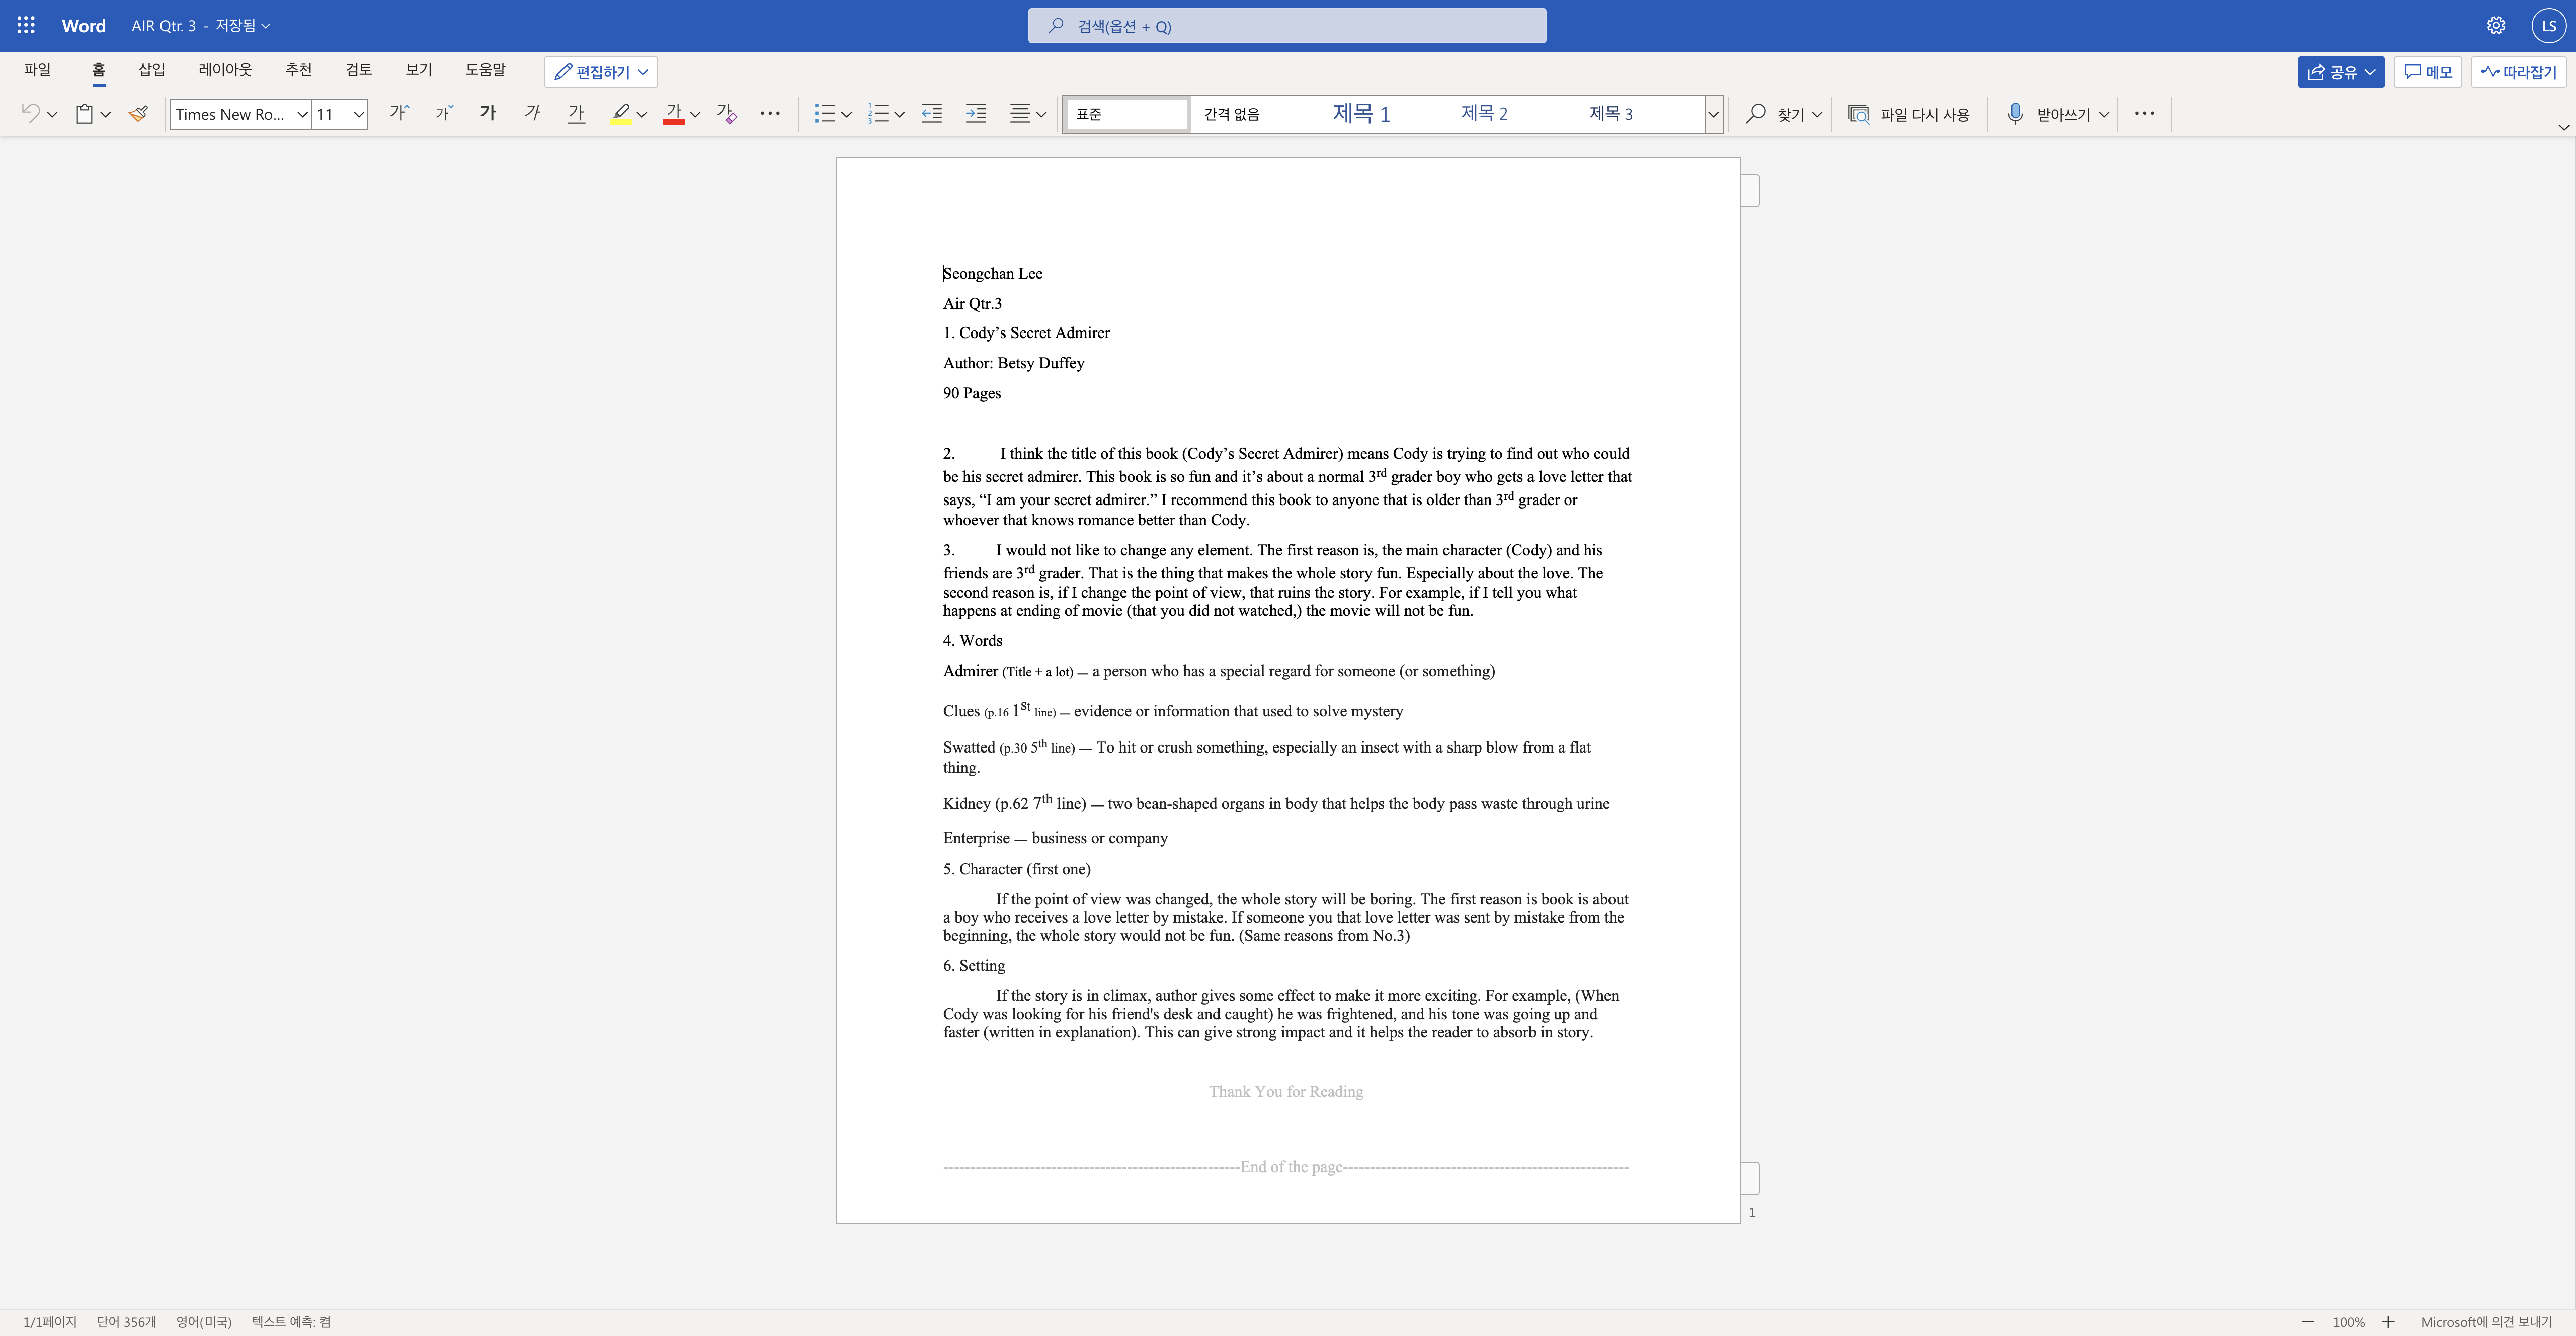 Word AIR Qtr. 3 - 저장됨 검색(옵션 + Q) LS
파일 홈 삽입 레이아웃 추천 검토 보기 도움말 편집하기 공유 메모 따라잡기
Times New Ro... 11 가 가 가 가 가 가 가 표준 간격 없음 제목 1 제목 2 제목 3 찾기 파일 다시 사용 받아쓰기
Seongchan Lee
Air Qtr.3
1. Cody’s Secret Admirer
Author: Betsy Duffey
90 Pages
2. I think the title of this book (Cody’s Secret Admirer) means Cody is trying to find out who could
be his secret admirer. This book is so fun and it’s about a normal 3rd grader boy who gets a love letter that
says, “I am your secret admirer.” I recommend this book to anyone that is older than 3rd grader or
whoever that knows romance better than Cody.
3. I would not like to change any element. The first reason is, the main character (Cody) and his
friends are 3rd grader. That is the thing that makes the whole story fun. Especially about the love. The
second reason is, if I change the point of view, that ruins the story. For example, if I tell you what
happens at ending of movie (that you did not watched,) the movie will not be fun.
4. Words
Admirer (Title + a lot) — a person who has a special regard for someone (or something)
Clues (p.16 1St line) — evidence or information that used to solve mystery
Swatted (p.30 5th line) — To hit or crush something, especially an insect with a sharp blow from a flat
thing.
Kidney (p.62 7th line) — two bean-shaped organs in body that helps the body pass waste through urine
Enterprise — business or company
5. Character (first one)
If the point of view was changed, the whole story will be boring. The first reason is book is about
a boy who receives a love letter by mistake. If someone you that love letter was sent by mistake from the
beginning, the whole story would not be fun. (Same reasons from No.3)
6. Setting
If the story is in climax, author gives some effect to make it more exciting. For example, (When
Cody was looking for his friend's desk and caught) he was frightened, and his tone was going up and
faster (written in explanation). This can give strong impact and it helps the reader to absorb in story.
Thank You for Reading
-------------------------------------------------------End of the page-----------------------------------------------------
1
1/1페이지 단어 356개 영어(미국) 텍스트 예측: 켬 100% Microsoft에 의견 보내기